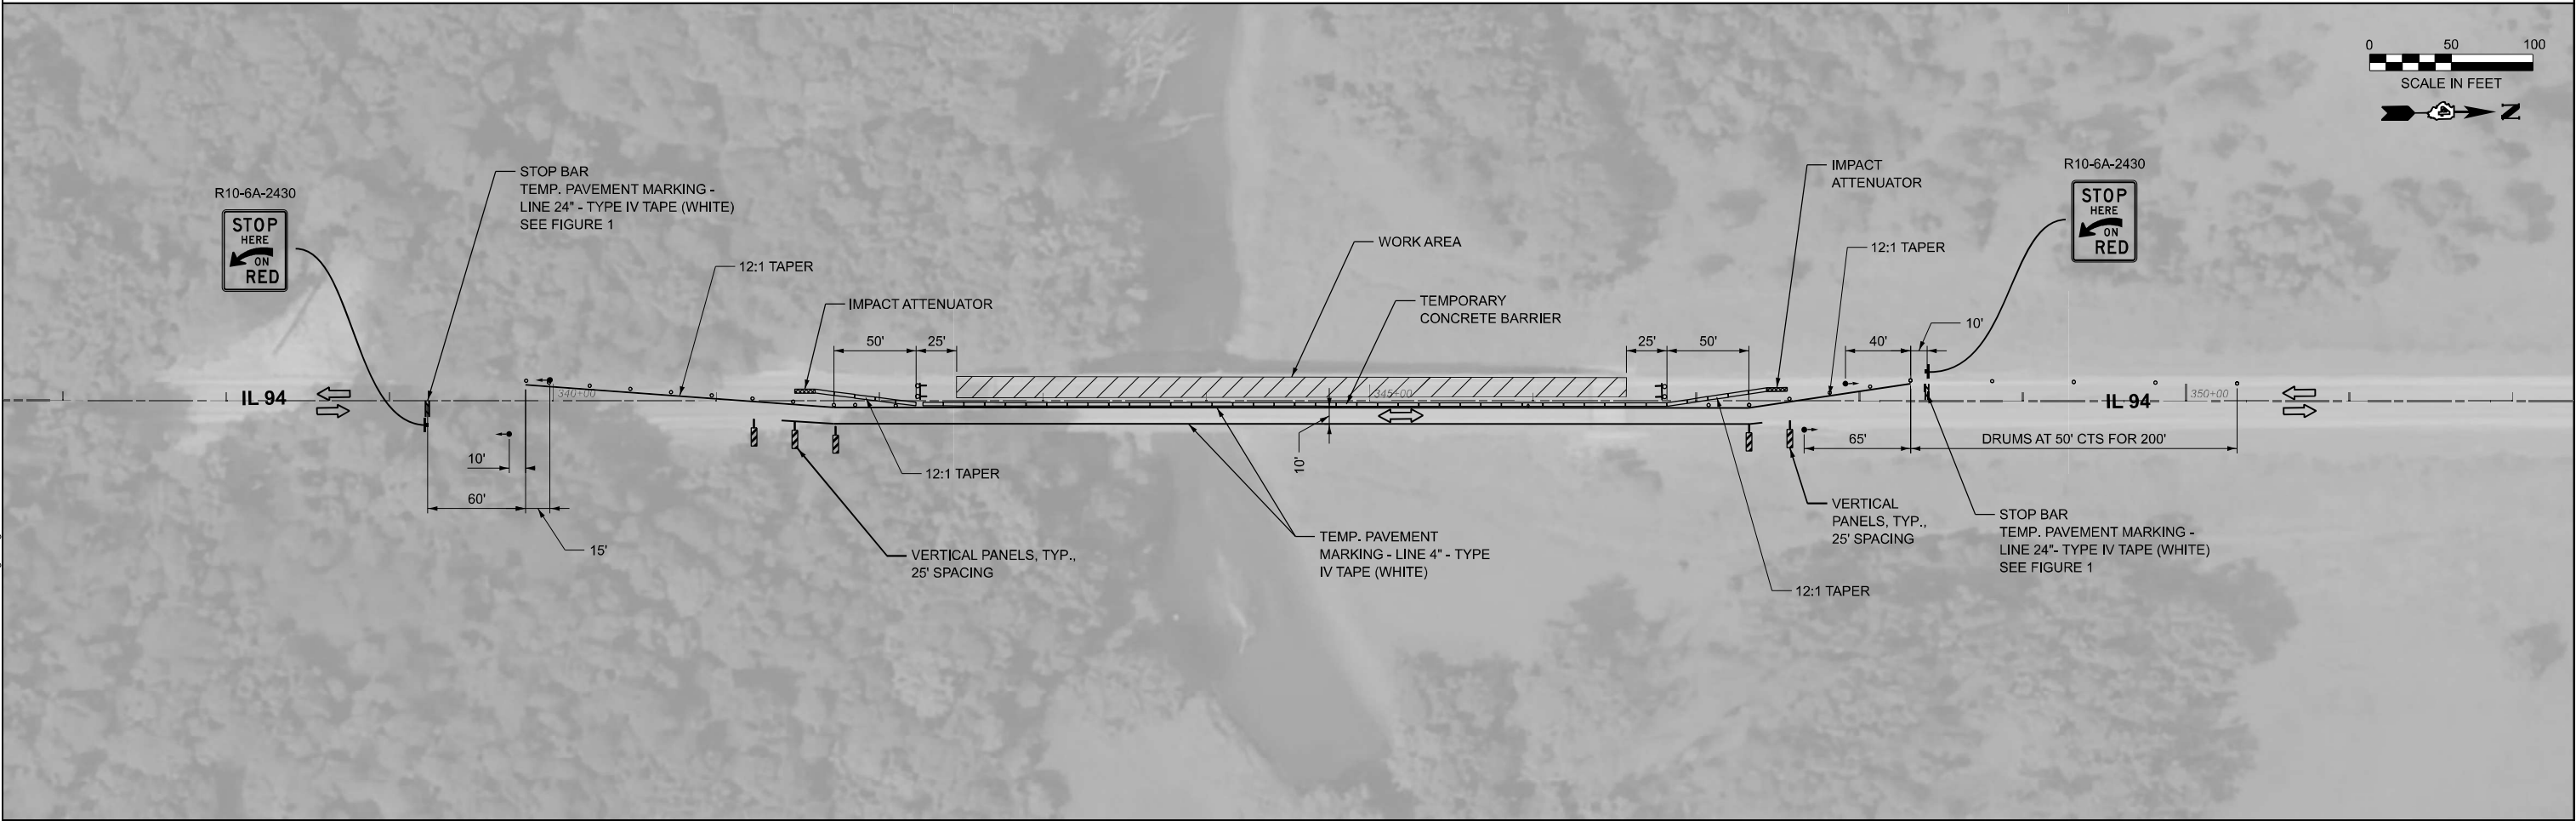 0 50 100
SCALE IN FEET
N
R10-6A-2430
STOP
HERE
ON
RED
STOP BAR
TEMP. PAVEMENT MARKING -
LINE 24" - TYPE IV TAPE (WHITE)
SEE FIGURE 1
12:1 TAPER
IMPACT ATTENUATOR
WORK AREA
TEMPORARY
CONCRETE BARRIER
IMPACT
ATTENUATOR
12:1 TAPER
R10-6A-2430
STOP
HERE
ON
RED
10'
50'
25'
25'
50'
40'
IL 94
340+00
345+00
IL 94
350+00
10'
60'
15'
12:1 TAPER
VERTICAL PANELS, TYP.,
25' SPACING
10'
TEMP. PAVEMENT
MARKING - LINE 4" - TYPE
IV TAPE (WHITE)
65'
DRUMS AT 50' CTS FOR 200'
VERTICAL
PANELS, TYP.,
25' SPACING
12:1 TAPER
STOP BAR
TEMP. PAVEMENT MARKING -
LINE 24"- TYPE IV TAPE (WHITE)
SEE FIGURE 1